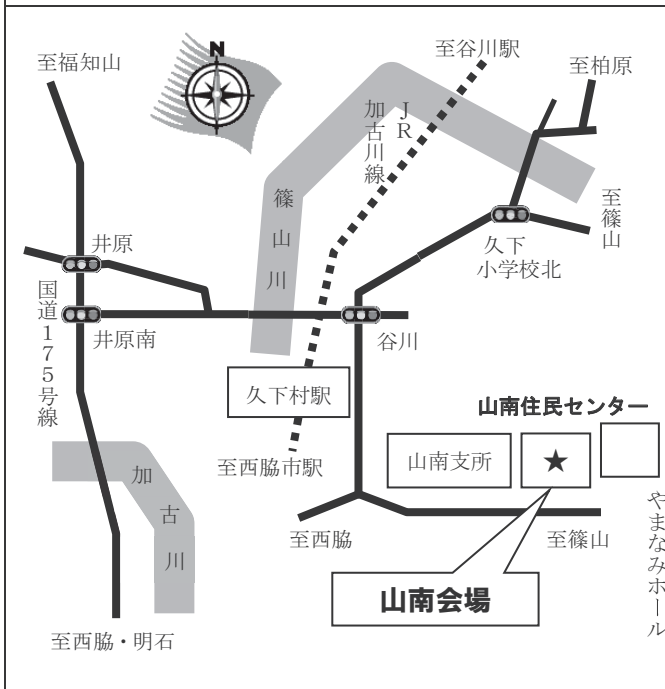 至福知山
N
至谷川駅
至柏原
JR
加古川線
篠山川
至篠山
久下
小学校北
井原
国道175号線
井原南
谷川
久下村駅
山南住民センター
至西脇市駅
山南支所
★
加古川
やまなみホール
至西脇
至篠山
山南会場
至西脇・明石